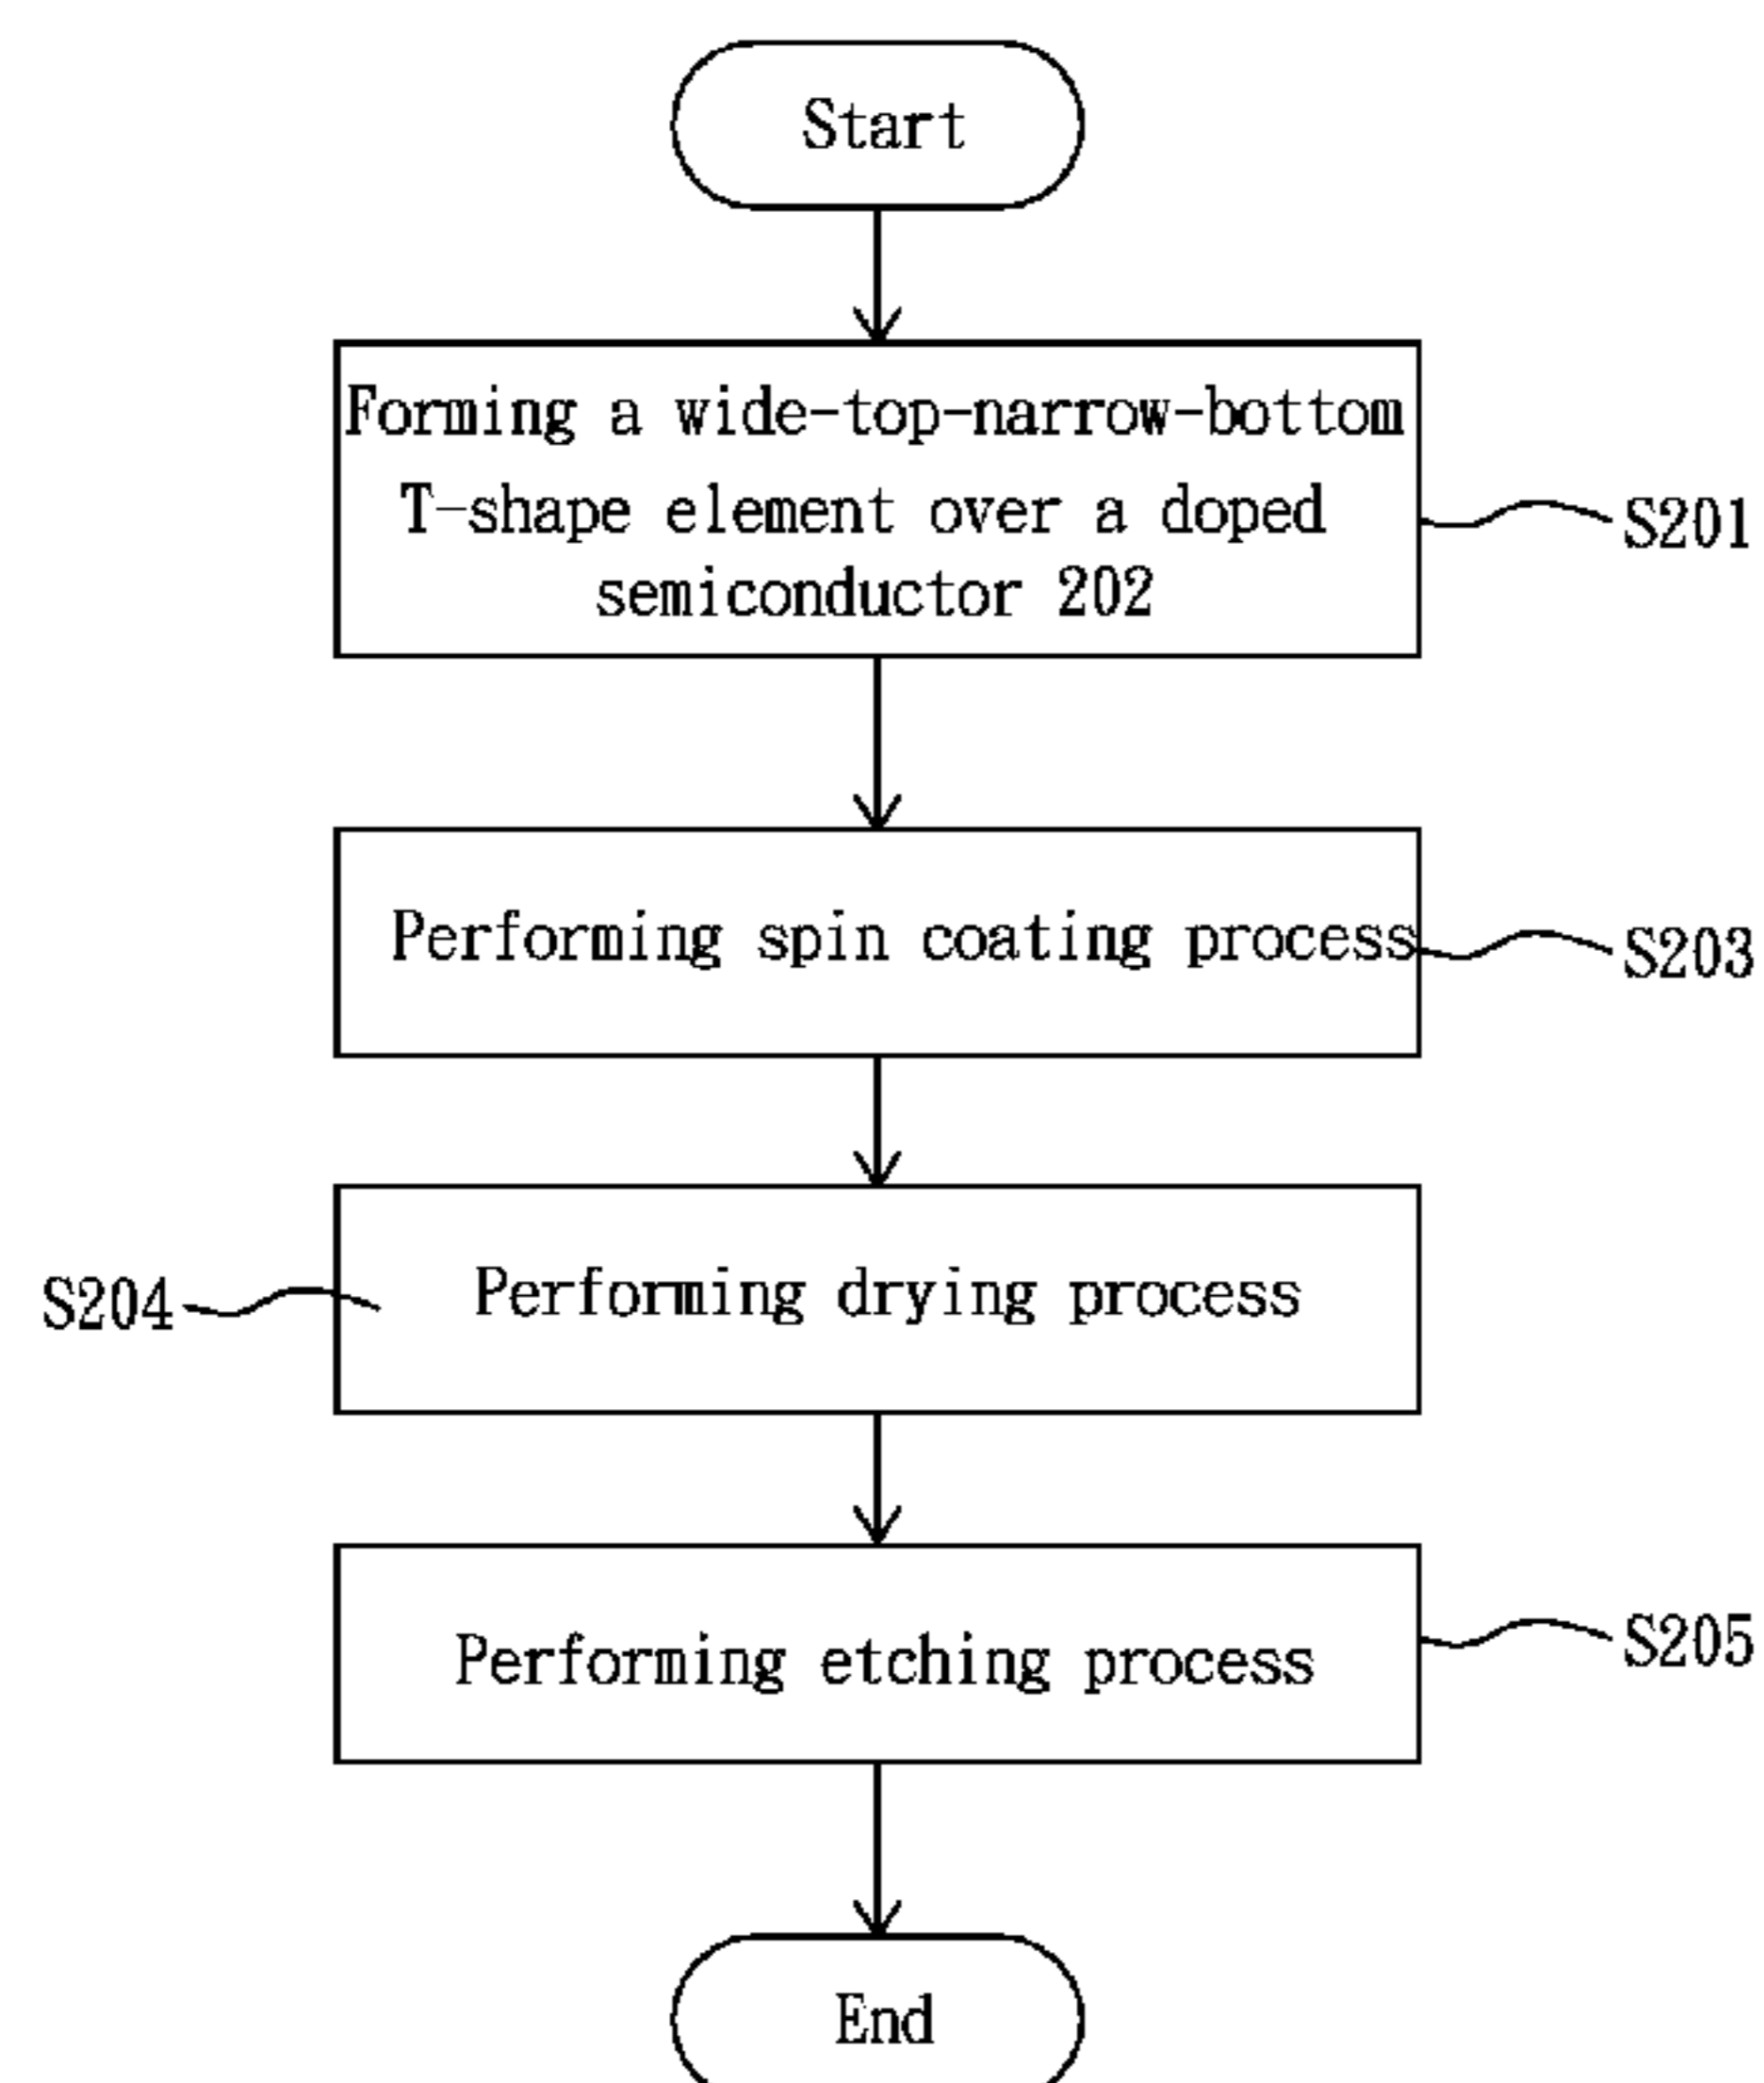 Start
Forming a wide-top-narrow-bottom
T-shape element over a doped
semiconductor 202
S201
Performing spin coating process
S203
S204
Performing drying process
Performing etching process
S205
End